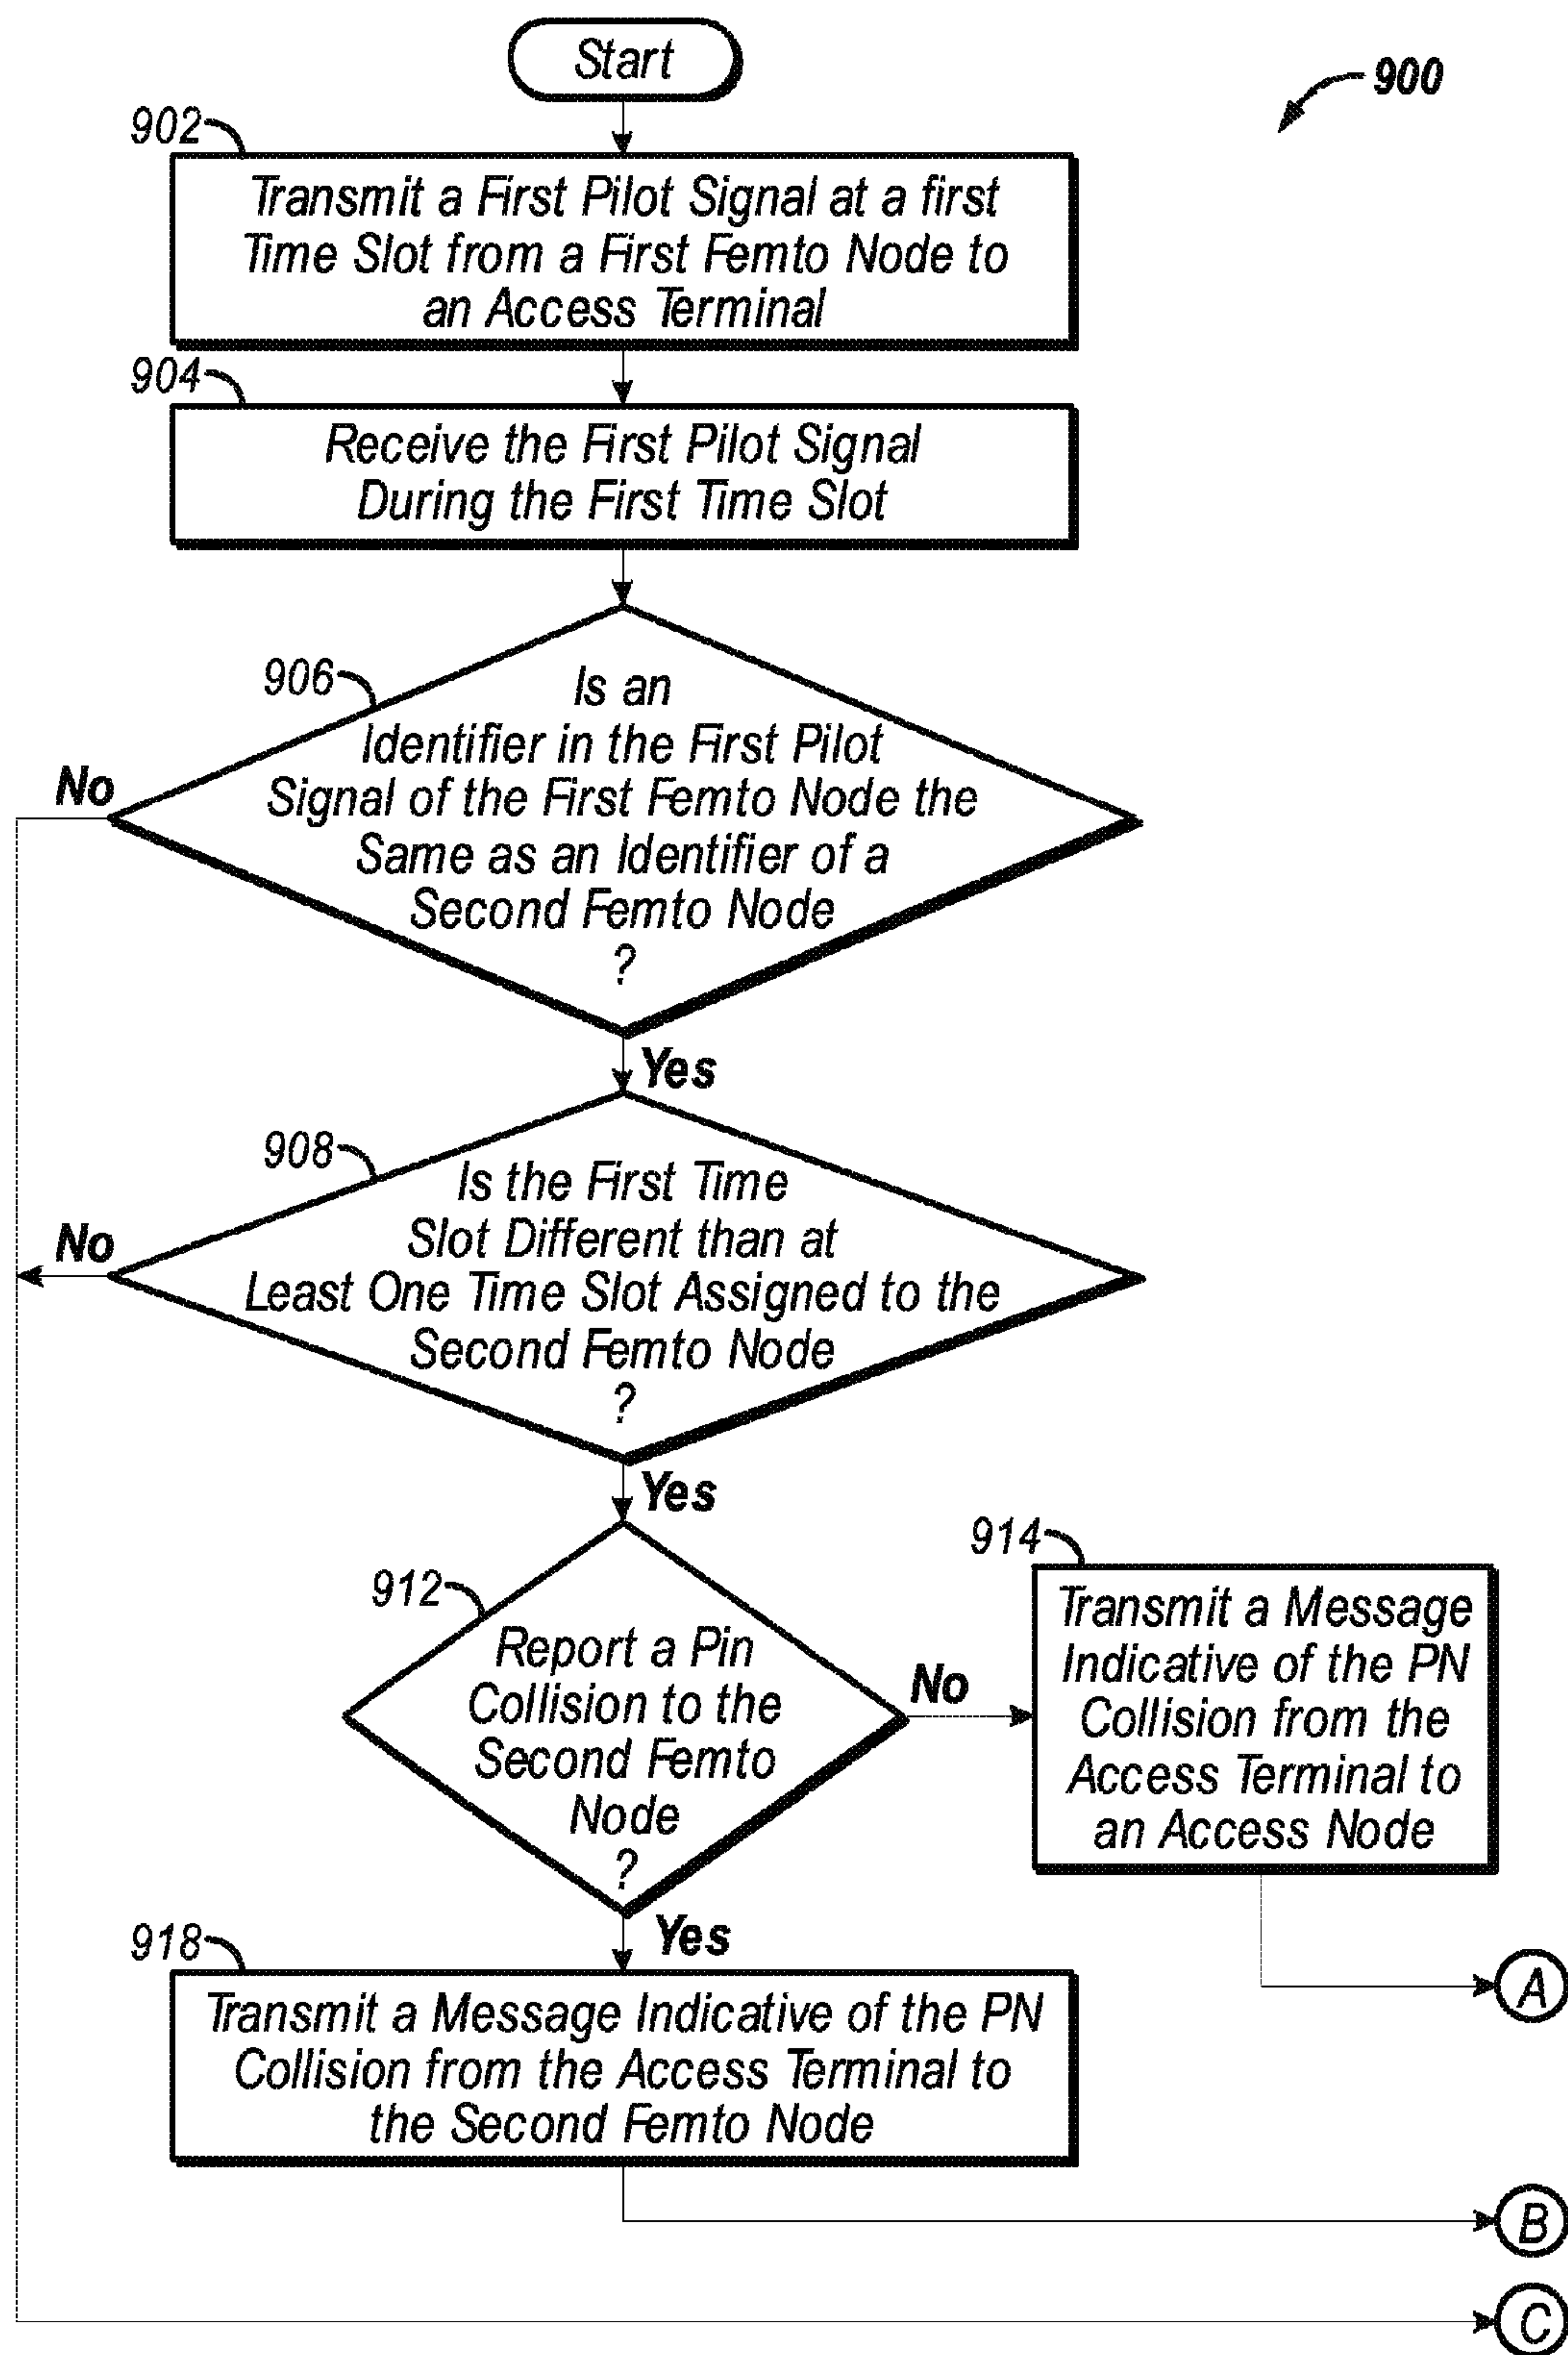 Start
900
902
Transmit a First Pilot Signal at a first
Time Slot from a First Femto Node to
an Access Terminal
904
Receive the First Pilot Signal
During the First Time Slot
906
Is an
Identifier in the First Pilot
Signal of the First Femto Node the
Same as an Identifier of a
Second Femto Node
?
No
Yes
908
Is the First Time
Slot Different than at
Least One Time Slot Assigned to the
Second Femto Node
?
No
Yes
912
Report a Pin
Collision to the
Second Femto
Node
?
No
914
Transmit a Message
Indicative of the PN
Collision from the
Access Terminal to
an Access Node
Yes
918
Transmit a Message Indicative of the PN
Collision from the Access Terminal to
the Second Femto Node
A
B
C